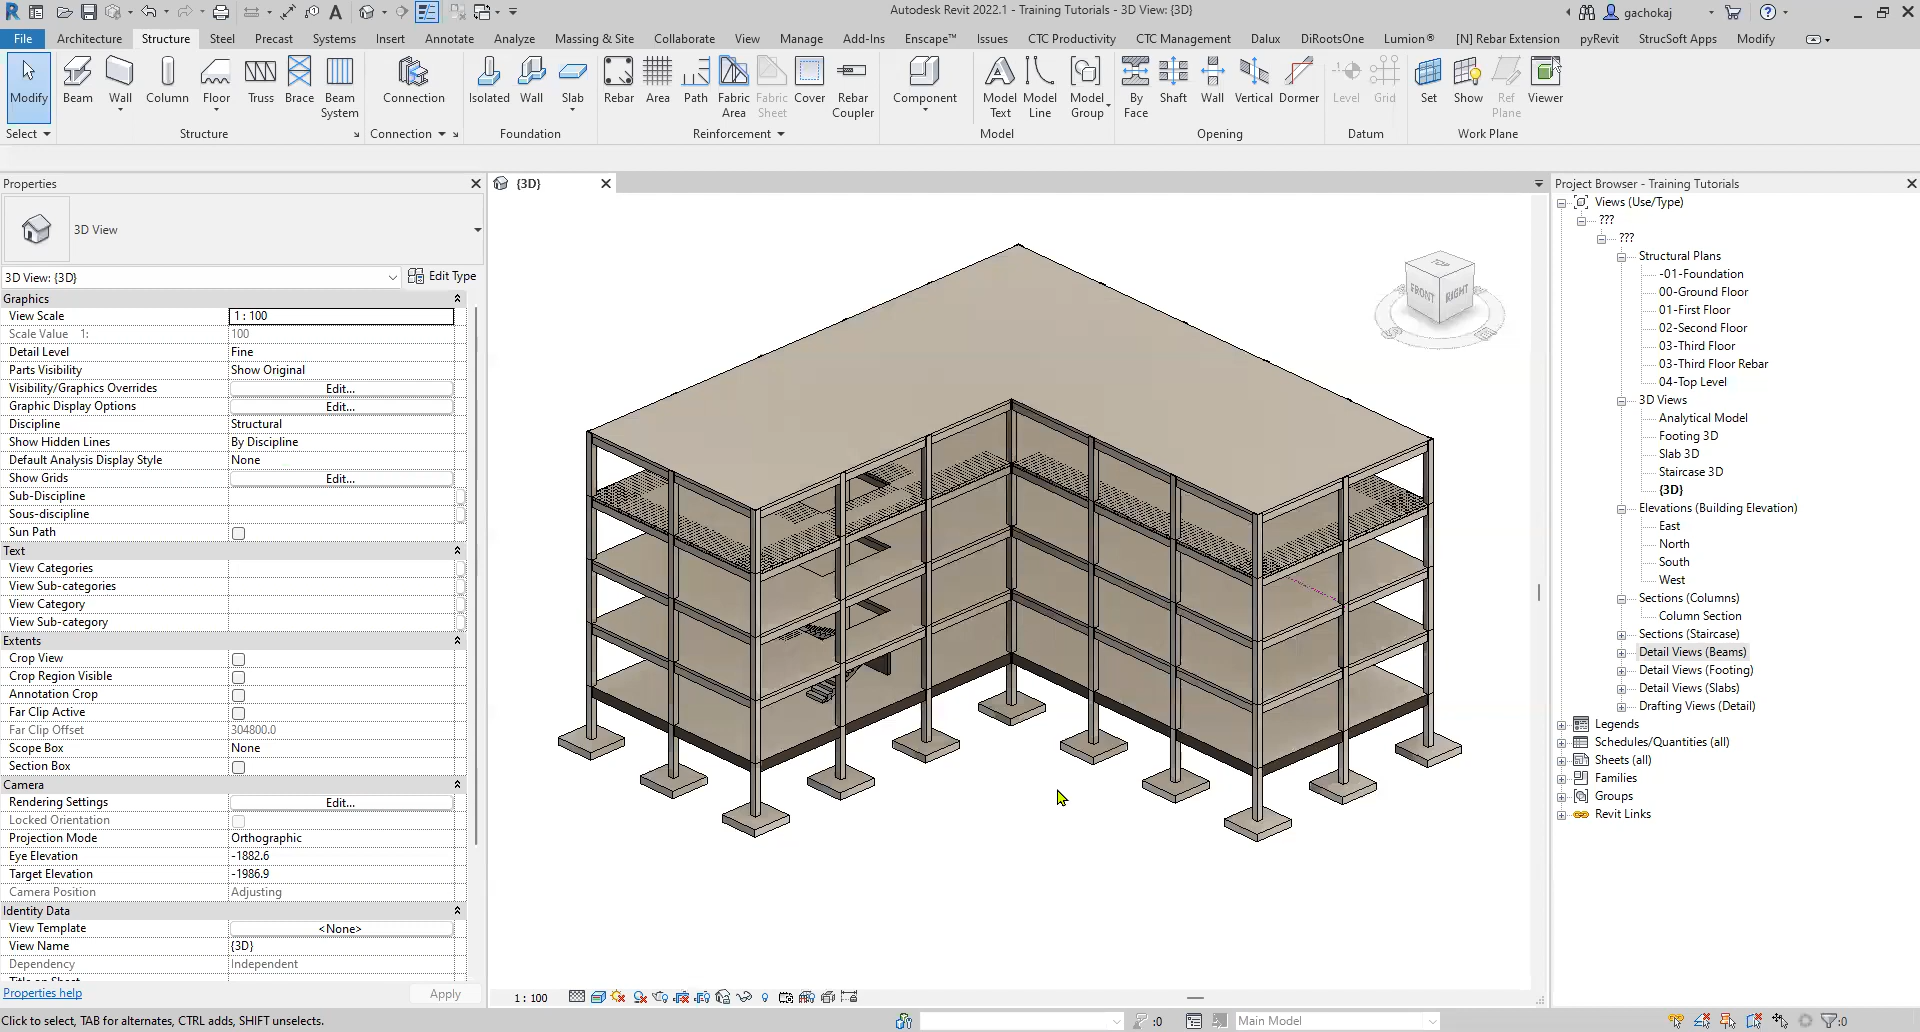 Autodesk Revit 2022.1 - Training Tutorials - 3D View: {3D}
gachokaj
File Architecture Structure Steel Precast Systems Insert Annotate Analyze Massing & Site Collaborate View Manage Add-Ins Enscape™ Issues CTC Productivity CTC Management Dalux DiRootsOne Lumion® [N] Rebar Extension pyRevit StrucSoft Apps Modify
Modify Beam Wall Column Floor Truss Brace Beam System Connection Isolated Wall Slab Rebar Area Path Fabric Area Fabric Sheet Cover Rebar Coupler Component Model Text Model Line Model Group By Face Shaft Wall Vertical Dormer Level Grid Set Show Ref Plane Viewer
Select Structure Connection Foundation Reinforcement Model Opening Datum Work Plane
Properties
3D View
3D View: {3D} Edit Type
Graphics
View Scale 1 : 100
Scale Value 1: 100
Detail Level Fine
Parts Visibility Show Original
Visibility/Graphics Overrides Edit...
Graphic Display Options Edit...
Discipline Structural
Show Hidden Lines By Discipline
Default Analysis Display Style None
Show Grids Edit...
Sub-Discipline
Sous-discipline
Sun Path
Text
View Categories
View Sub-categories
View Category
View Sub-category
Extents
Crop View
Crop Region Visible
Annotation Crop
Far Clip Active
Far Clip Offset 304800.0
Scope Box None
Section Box
Camera
Rendering Settings Edit...
Locked Orientation
Projection Mode Orthographic
Eye Elevation -1882.6
Target Elevation -1986.9
Camera Position Adjusting
Identity Data
View Template <None>
View Name {3D}
Dependency Independent
Properties help Apply
{3D}
TOP
FRONT RIGHT
1 : 100
Project Browser - Training Tutorials
Views (Use/Type)
???
???
Structural Plans
-01-Foundation
00-Ground Floor
01-First Floor
02-Second Floor
03-Third Floor
03-Third Floor Rebar
04-Top Level
3D Views
Analytical Model
Footing 3D
Slab 3D
Staircase 3D
{3D}
Elevations (Building Elevation)
East
North
South
West
Sections (Columns)
Column Section
Sections (Staircase)
Detail Views (Beams)
Detail Views (Footing)
Detail Views (Slabs)
Drafting Views (Detail)
Legends
Schedules/Quantities (all)
Sheets (all)
Families
Groups
Revit Links
Click to select, TAB for alternates, CTRL adds, SHIFT unselects. :0 Main Model :0